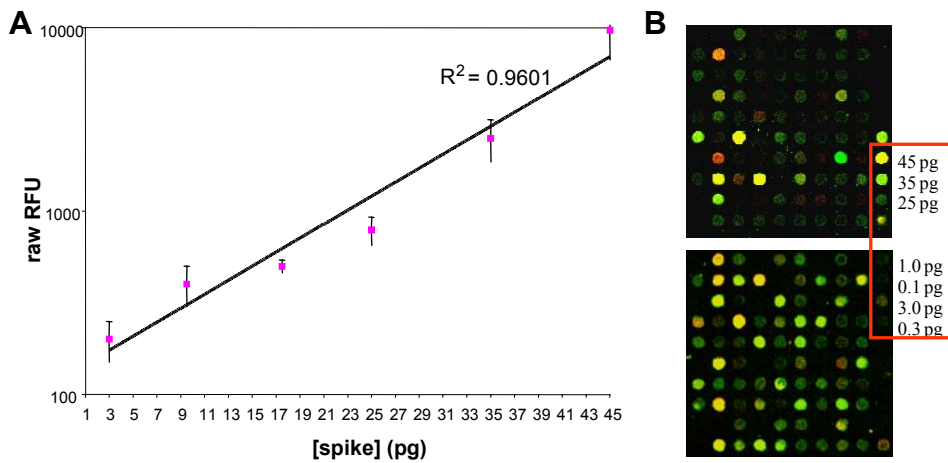 A
10000
1000
100
raw RFU
R² = 0.9601
1 3 5 7 9 11 13 15 17 19 21 23 25 27 29 31 33 35 37 39 41 43 45
[spike] (pg)
B
45 pg
35 pg
25 pg
1.0 pg
0.1 pg
3.0 pg
0.3 pg